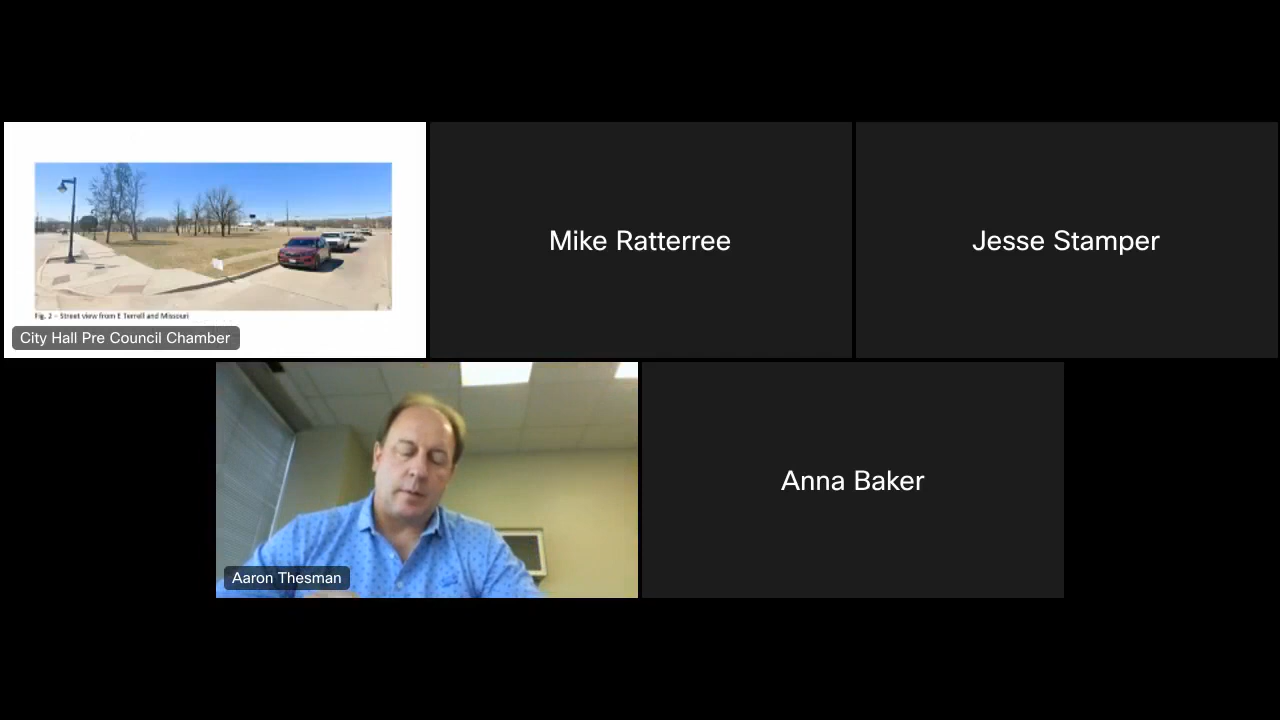 Fig. 2 – Street view from E Terrell and Missouri
City Hall Pre Council Chamber
Mike Ratterree
Jesse Stamper
Aaron Thesman
Anna Baker